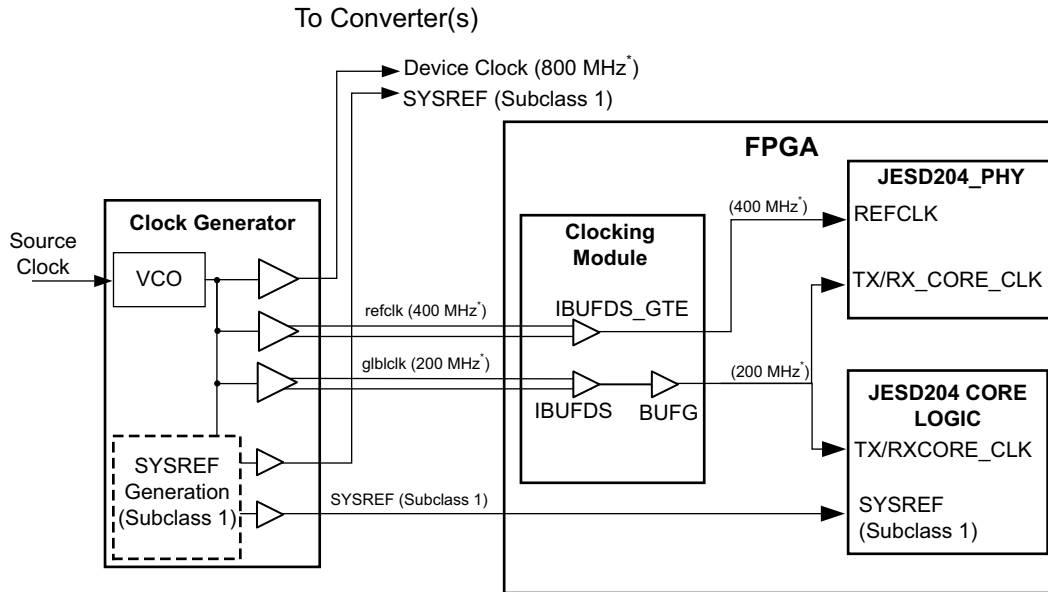 To Converter(s)
Device Clock (800 MHz*)
SYSREF (Subclass 1)
FPGA
JESD204_PHY
REFCLK
TX/RX_CORE_CLK
(400 MHz*)
Clock Generator
Source
Clock
VCO
Clocking
Module
refclk (400 MHz*)
IBUFDS_GTE
glblclk (200 MHz*)
IBUFDS
BUFG
(200 MHz*)
JESD204 CORE
LOGIC
TX/RXCORE_CLK
SYSREF
(Subclass 1)
SYSREF
Generation
(Subclass 1)
SYSREF (Subclass 1)